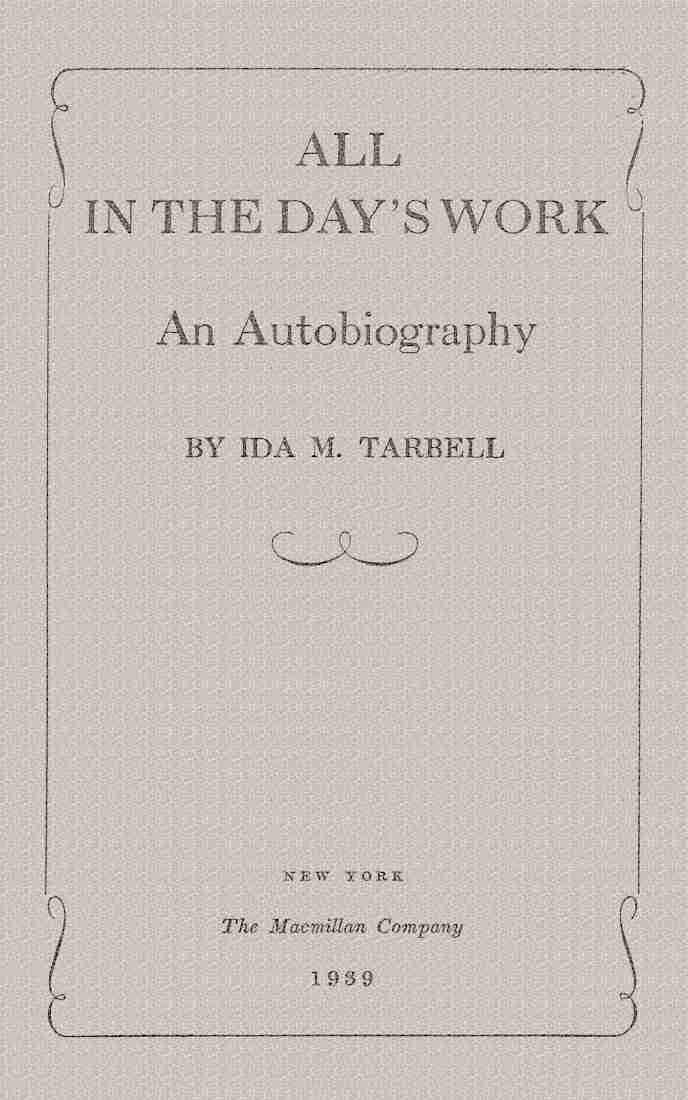 ALL
IN THE DAY'S WORK
An Autobiography
BY IDA M. TARBELL
NEW YORK
The Macmillan Company
1939